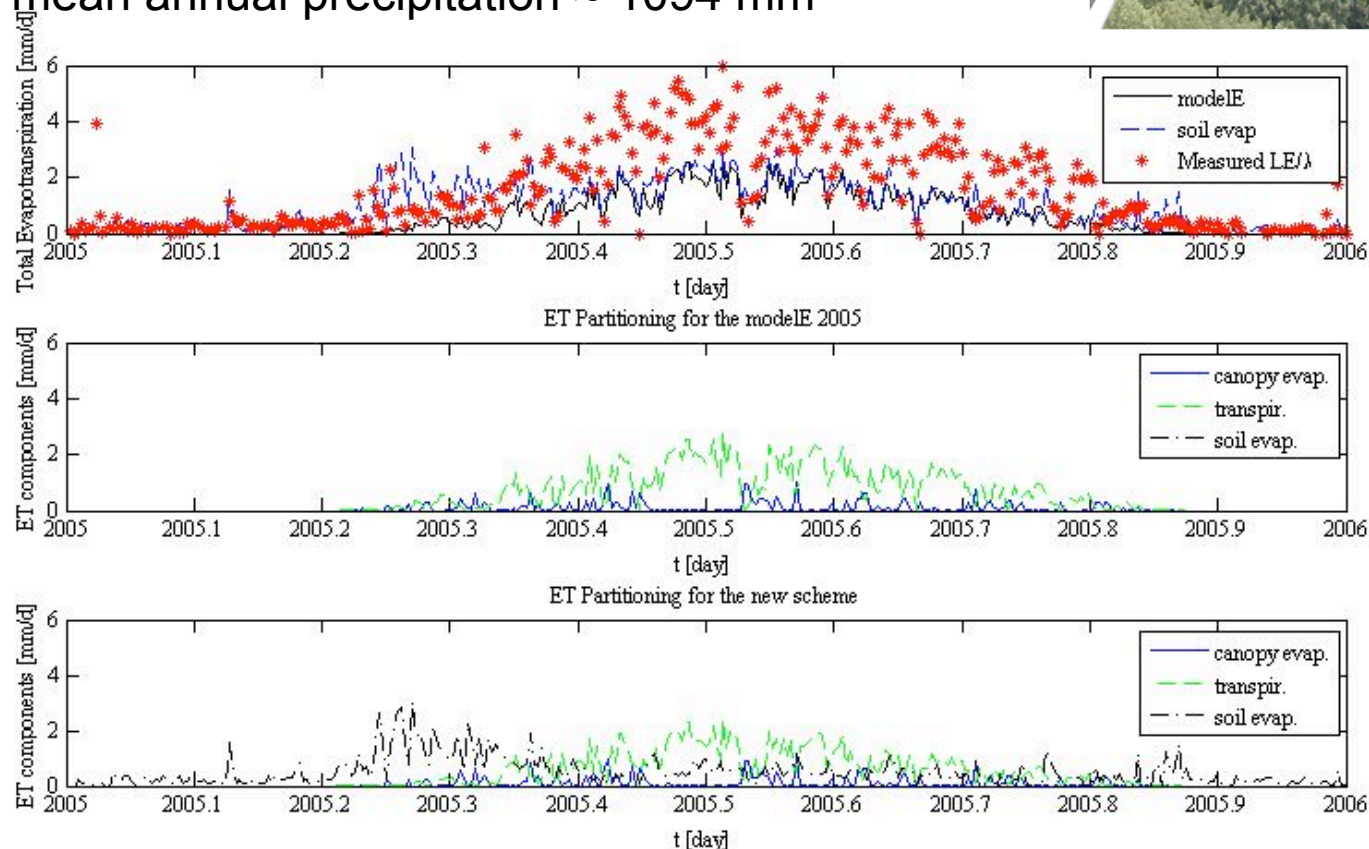 mean annual precipitation ~ 1094 mm
Total Evapotranspiration [mm/d]
6
4
2
0
modelE
soil evap
Measured LE/λ
2005 2005.1 2005.2 2005.3 2005.4 2005.5 2005.6 2005.7 2005.8 2005.9 2006
t [day]
ET Partitioning for the modelE 2005
ET components [mm/d]
6
4
2
0
canopy evap.
transpir.
soil evap.
2005 2005.1 2005.2 2005.3 2005.4 2005.5 2005.6 2005.7 2005.8 2005.9 2006
t [day]
ET Partitioning for the new scheme
ET components [mm/d]
6
4
2
0
canopy evap.
transpir.
soil evap.
2005 2005.1 2005.2 2005.3 2005.4 2005.5 2005.6 2005.7 2005.8 2005.9 2006
t [day]